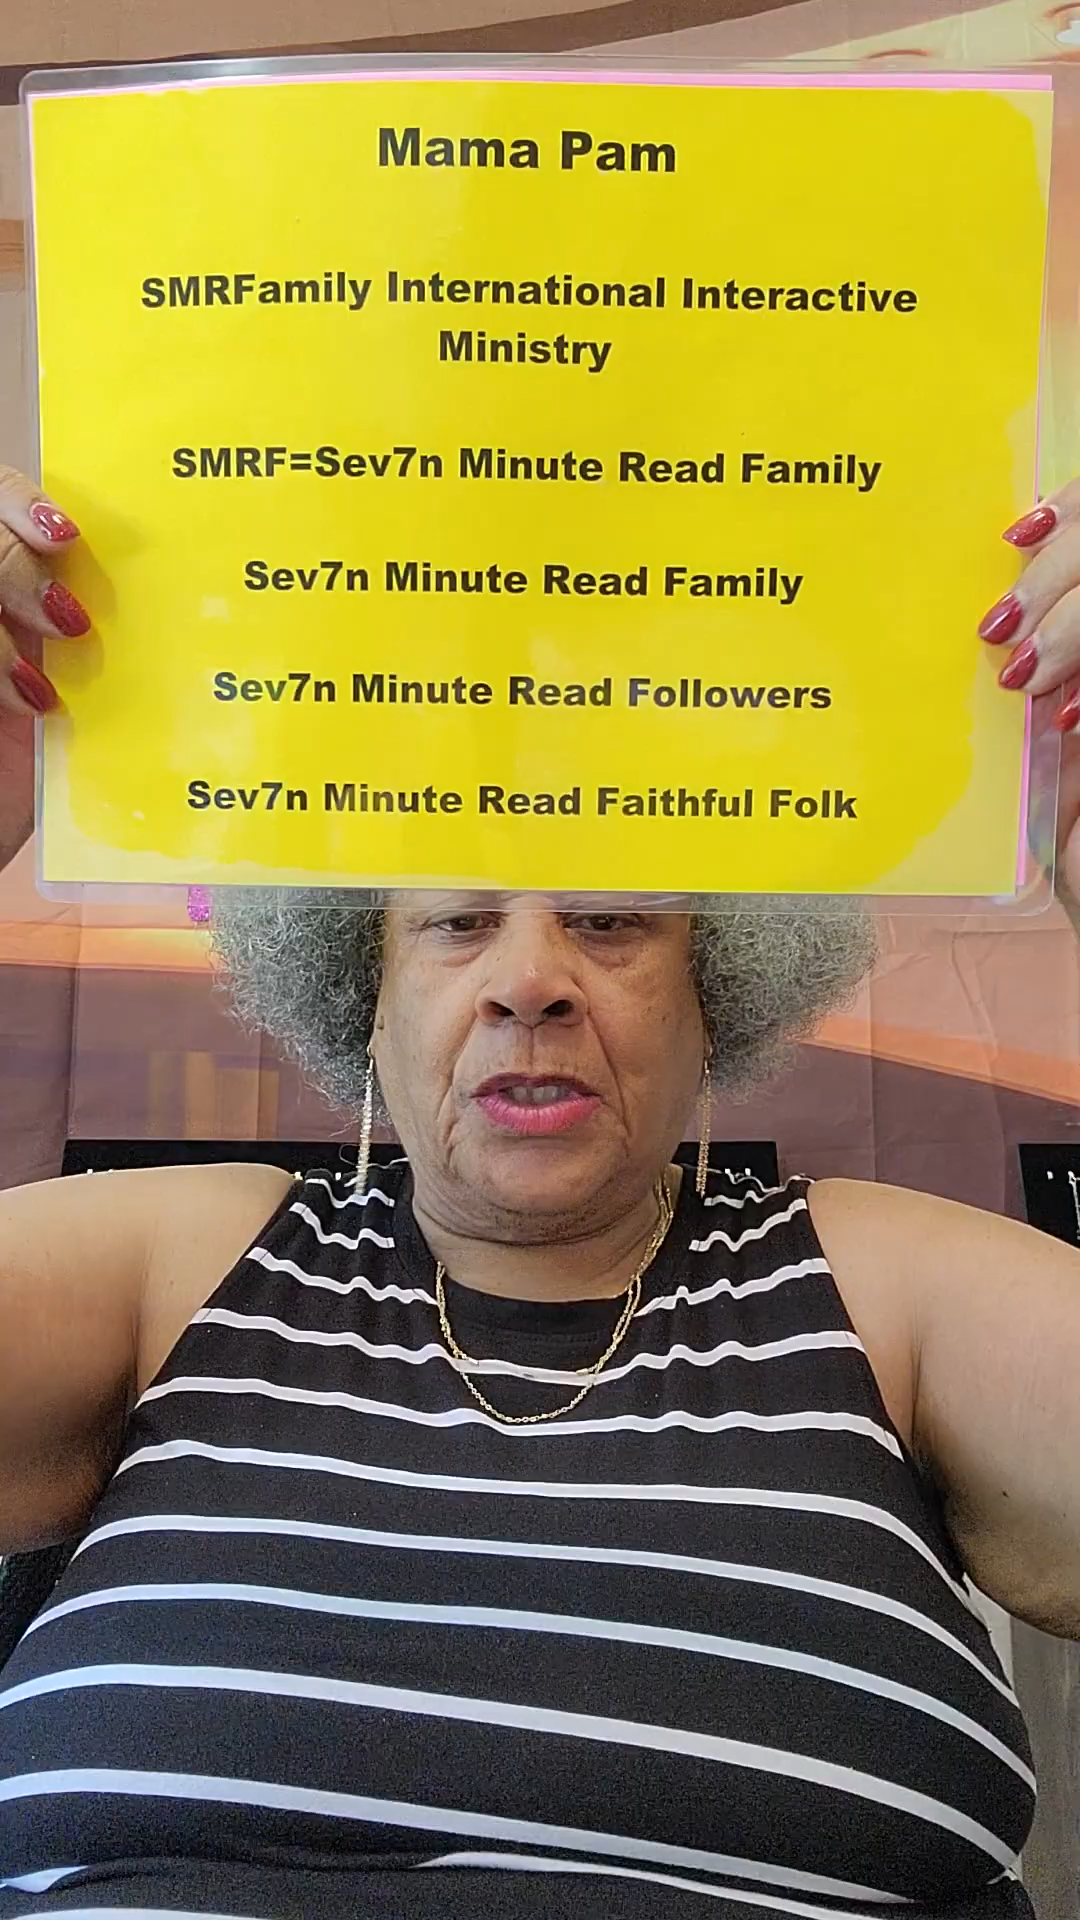 Mama Pam
SMRFamily International Interactive
Ministry
SMRF=Sev7n Minute Read Family
Sev7n Minute Read Family
Sev7n Minute Read Followers
Sev7n Minute Read Faithful Folk